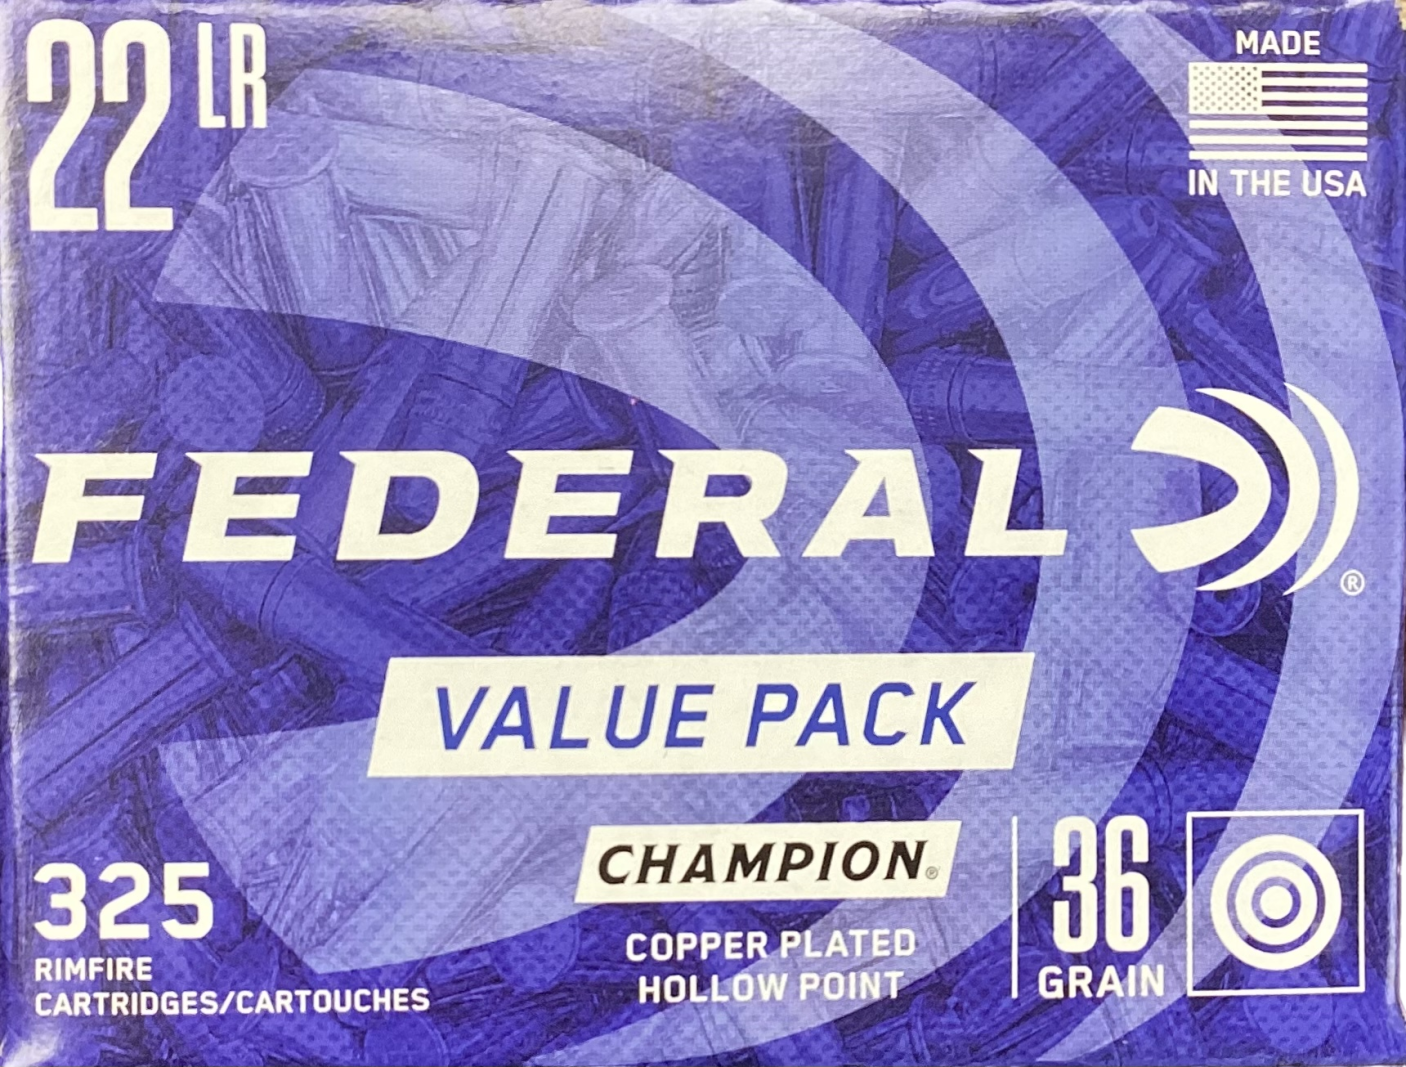 22 LR
MADE
IN THE USA
FEDERAL
®
VALUE PACK
CHAMPION®
COPPER PLATED
HOLLOW POINT
36
GRAIN
325
RIMFIRE
CARTRIDGES/CARTOUCHES